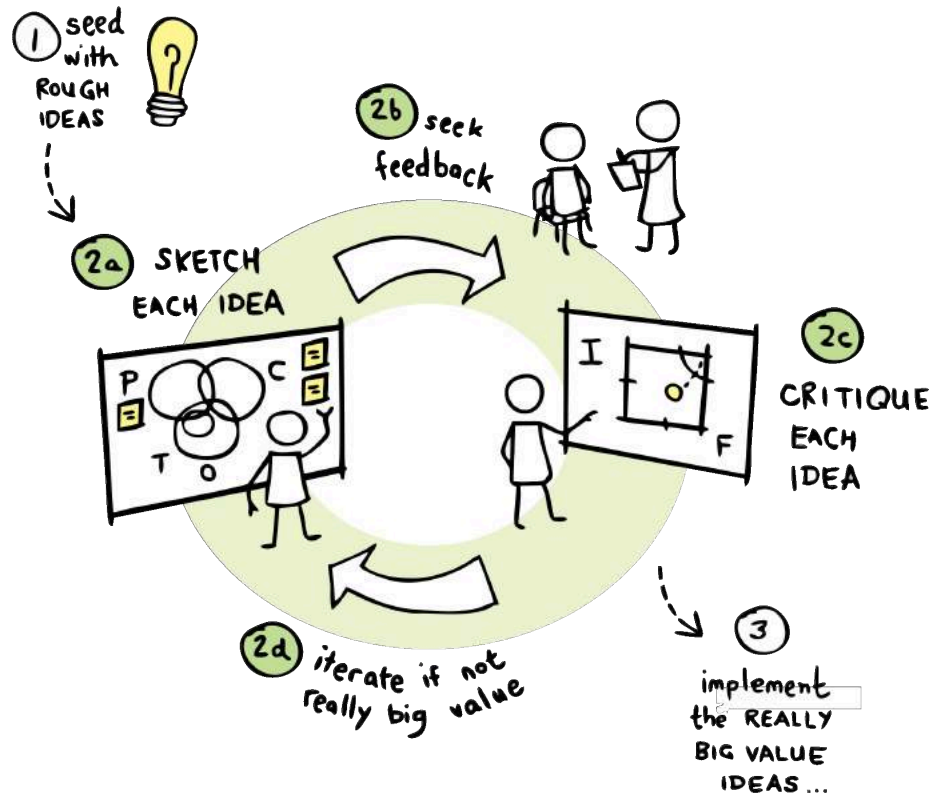 1 seed
with
ROUGH
IDEAS
?
2a SKETCH
EACH IDEA
P
C
T
O
2b seek
feedback
I
F
2c
CRITIQUE
EACH
IDEA
2d iterate if not
really big value
3
implement
the REALLY
BIG VALUE
IDEAS...